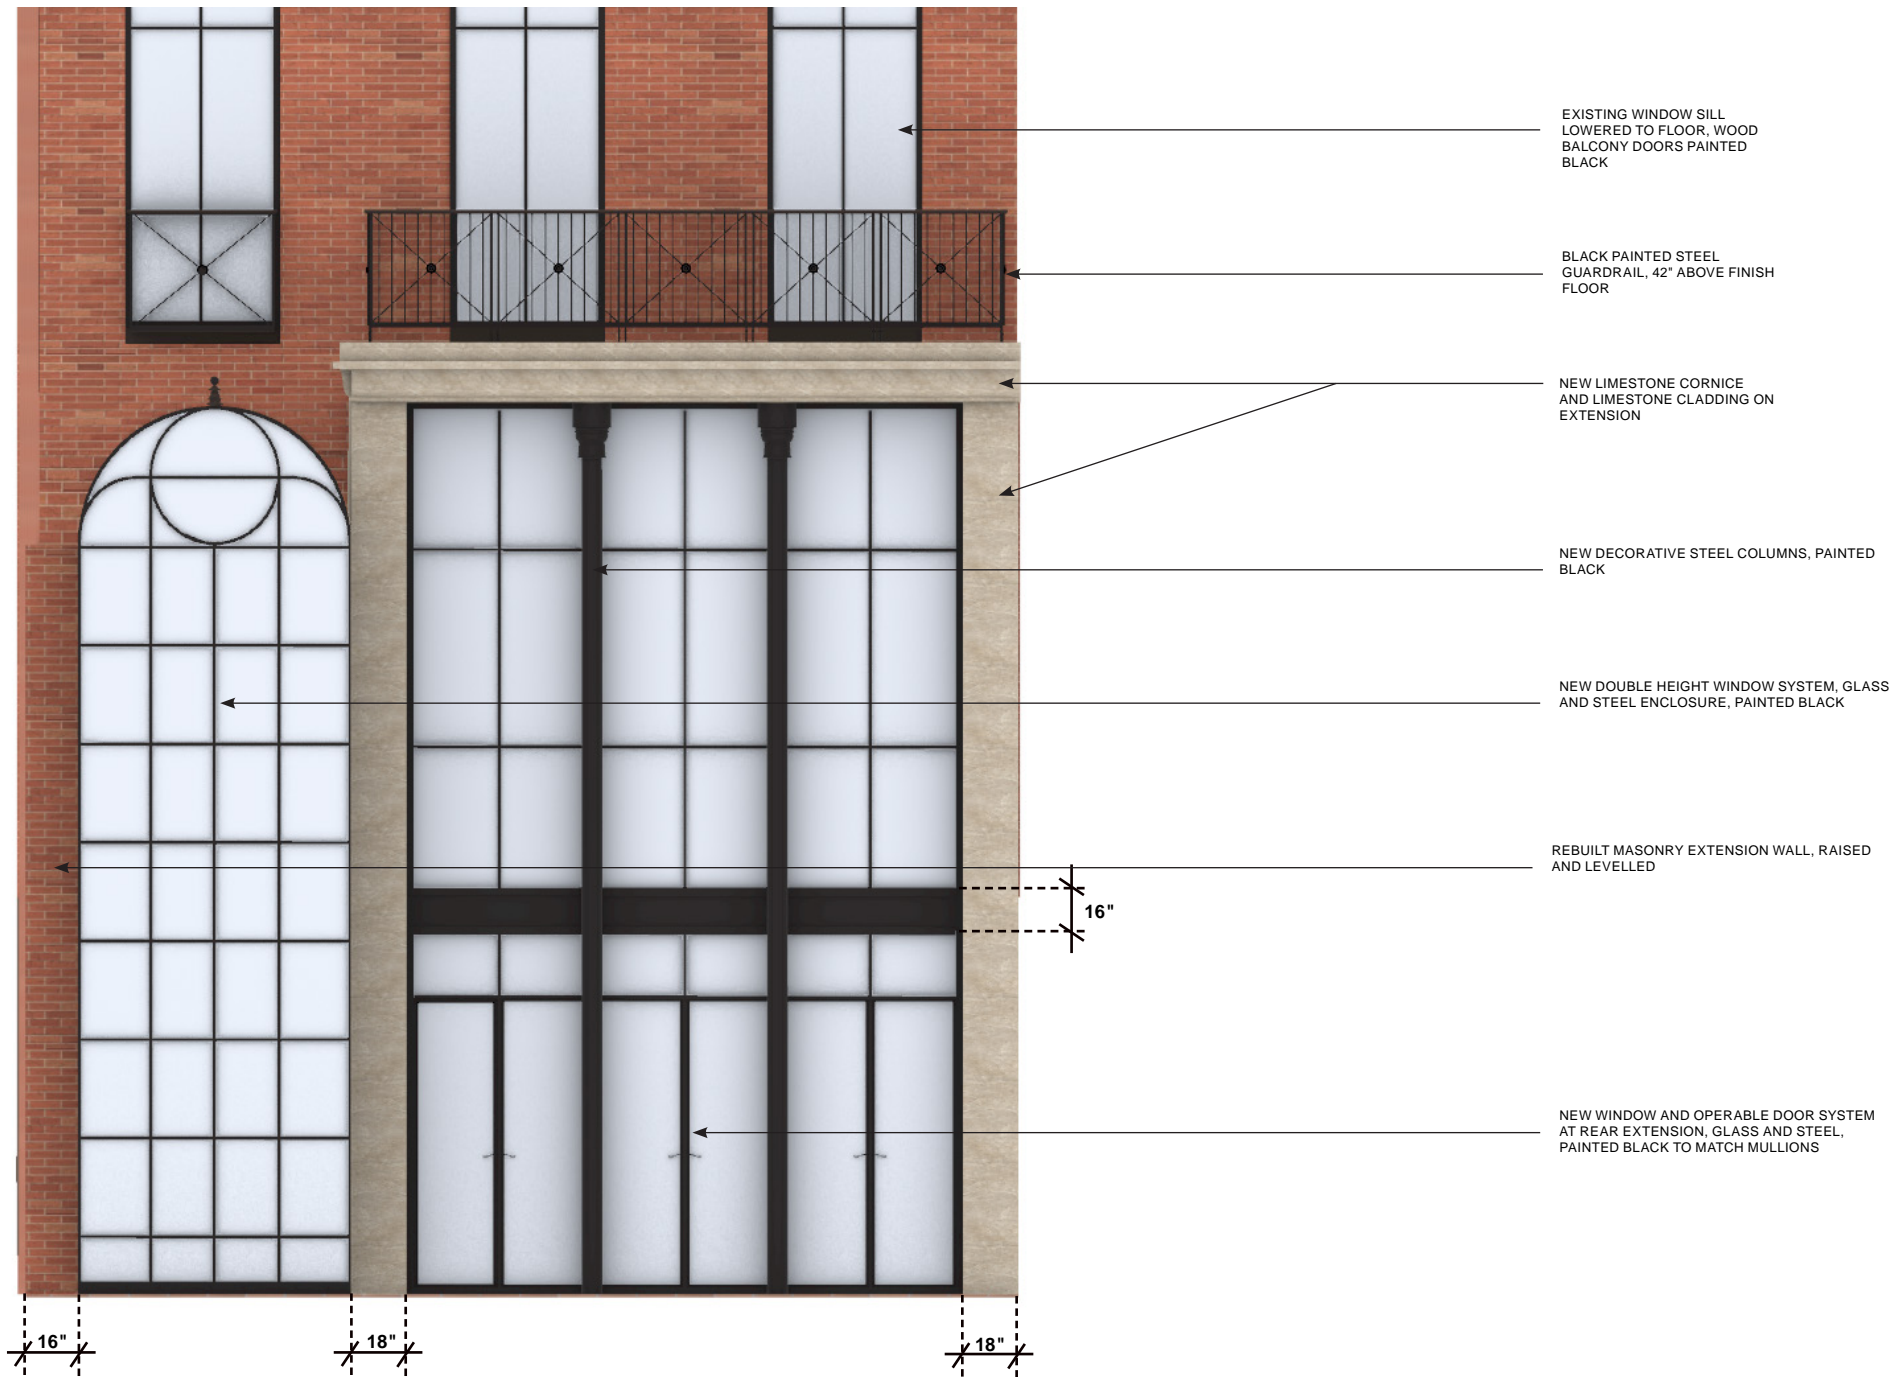 EXISTING WINDOW SILL
LOWERED TO FLOOR, WOOD
BALCONY DOORS PAINTED
BLACK
BLACK PAINTED STEEL
GUARDRAIL, 42" ABOVE FINISH
FLOOR
NEW LIMESTONE CORNICE
AND LIMESTONE CLADDING ON
EXTENSION
NEW DECORATIVE STEEL COLUMNS, PAINTED
BLACK
NEW DOUBLE HEIGHT WINDOW SYSTEM, GLASS
AND STEEL ENCLOSURE, PAINTED BLACK
REBUILT MASONRY EXTENSION WALL, RAISED
AND LEVELLED
16"
NEW WINDOW AND OPERABLE DOOR SYSTEM
AT REAR EXTENSION, GLASS AND STEEL,
PAINTED BLACK TO MATCH MULLIONS
16"
18"
18"